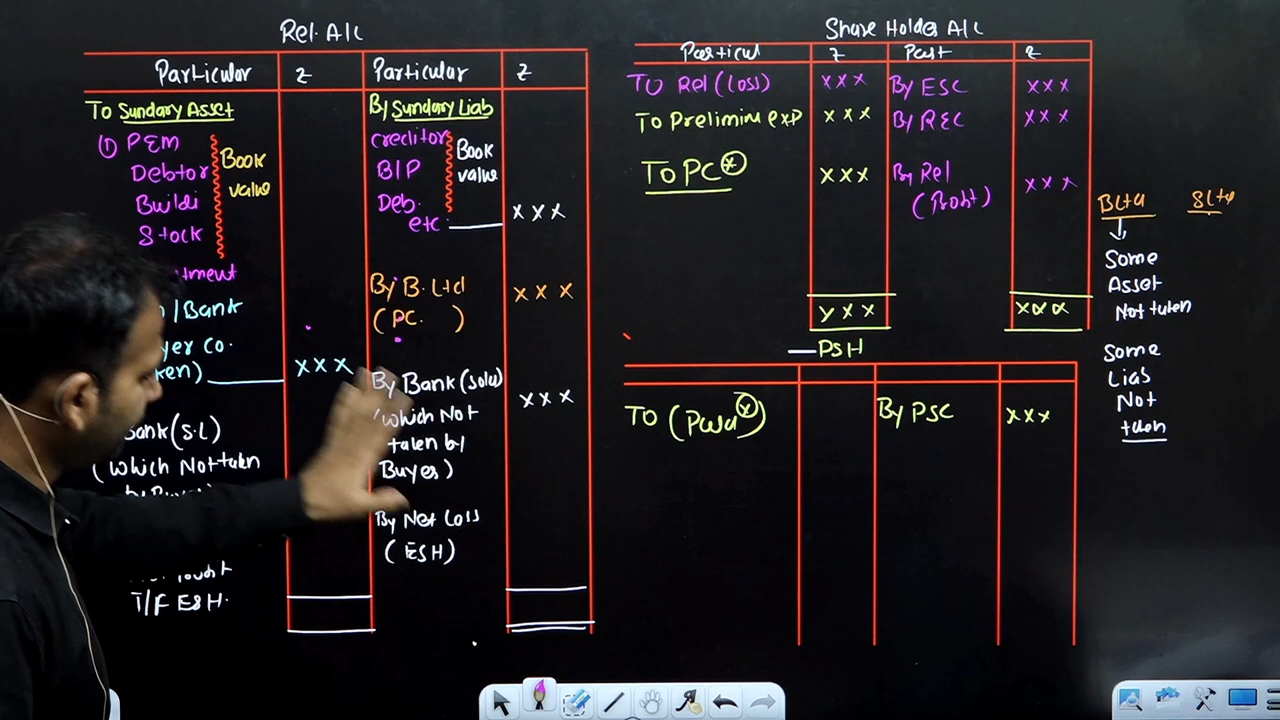 Rel. A/c
Particular ₹ Particular ₹
To Sundary Asset
① PEM
Debtor
Buildi
Stock
Book
value
tment
/Bank
yer co.
ken)
xxx
Bank (S.L)
(which Not taken
T/F ESH.
By Sundary Liab
creditor
BIP
Deb.
etc
Book
value
xxx
By B. Ltd
(PC. )
xxx
By Bank (sold)
(which Not
taken by
Buyer)
xxx
By Net Loss
(ESH)
Share Holder A/c
Particul ₹ Part ₹
To Rel (Loss) xxx By ESC xxx
To Prelimin exp xxx By REC xxx
To PC xxx By Rel xxx
(Profit)
xxx xxx
PSH
To (Pwd ) By PSC xxx
B Ltd S Ltd
Some
Asset
Not taken
Some
Liab
Not
taken